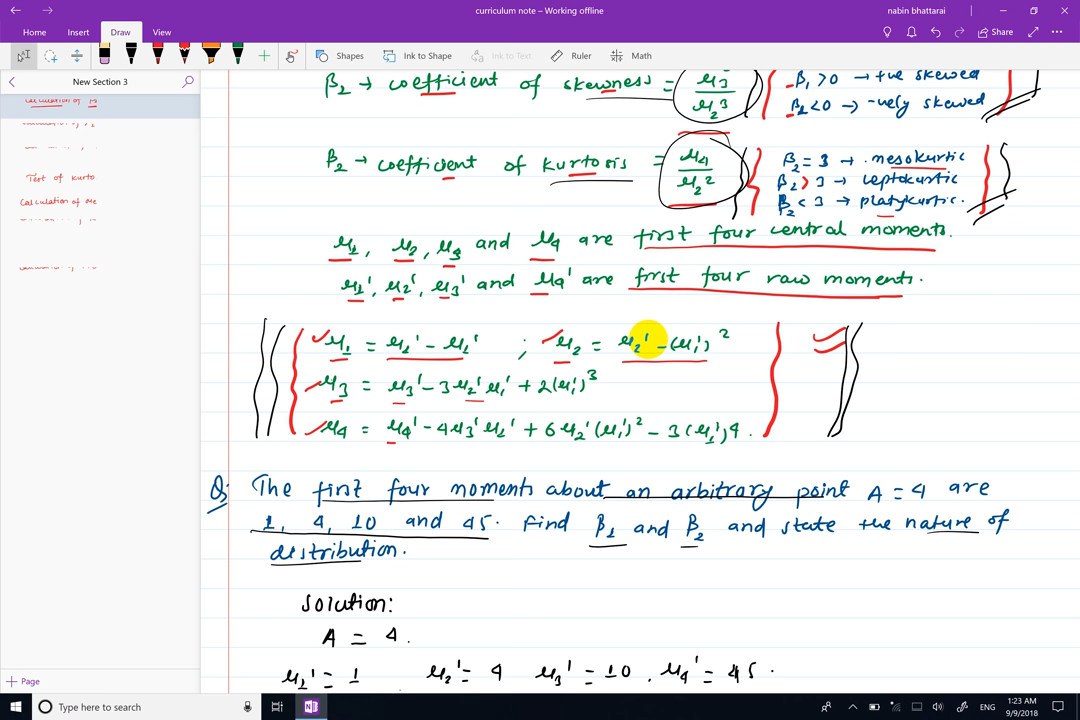 curriculum note – Working offline
nabin bhattarai
Home Insert Draw View
Share
Shapes Ink to Shape Ink to Text Ruler Math
New Section 3
Test of kurto
Calculation of
Page
β₂ → coefficient of skewness = μ₃²/μ₂³ β₁ > 0 → +ve skewed
β₁ < 0 → -vely skewed
β₂ → coefficient of kurtosis = μ₄/μ₂² β₂ = 3 → mesokurtic
β₂ > 3 → leptokurtic
β₂ < 3 → platykurtic.
μ₁, μ₂, μ₃ and μ₄ are first four central moments.
μ₁', μ₂', μ₃' and μ₄' are first four raw moments.
μ₁ = μ₁' - μ₁' ; μ₂ = μ₂' - (μ₁')²
μ₃ = μ₃' - 3μ₂'μ₁' + 2(μ₁')³
μ₄ = μ₄' - 4μ₃'μ₁' + 6μ₂'(μ₁')² - 3(μ₁')4.
Q: The first four moments about an arbitrary point A = 4 are
1, 4, 10 and 45. Find β₁ and β₂ and state the nature of
distribution.
Solution:
A = 4.
μ₁' = 1 μ₂' = 4 μ₃' = 10. μ₄' = 45.
Type here to search
ENG
1:23 AM
9/9/2018